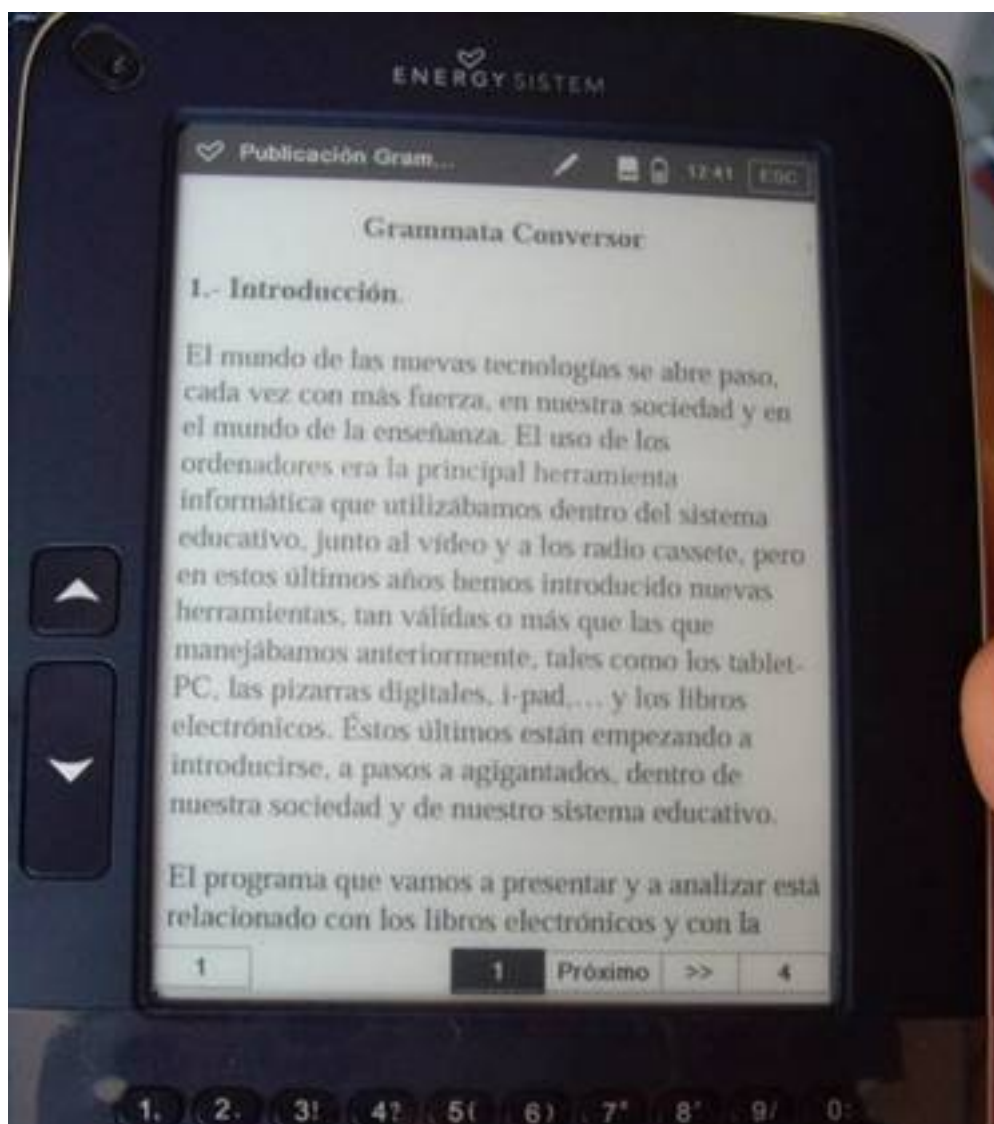 ENERGY SISTEM
Publicación Gram... 12:41 ESC
Grammata Conversor
1.- Introducción.
El mundo de las nuevas tecnologías se abre paso,
cada vez con más fuerza, en nuestra sociedad y en
el mundo de la enseñanza. El uso de los
ordenadores era la principal herramienta
informática que utilizábamos dentro del sistema
educativo, junto al vídeo y a los radio cassete, pero
en estos últimos años hemos introducido nuevas
herramientas, tan válidas o más que las que
manejábamos anteriormente, tales como los tablet-
PC, las pizarras digitales, i-pad,... y los libros
electrónicos. Éstos últimos están empezando a
introducirse, a pasos a agigantados, dentro de
nuestra sociedad y de nuestro sistema educativo.
El programa que vamos a presentar y a analizar está
relacionado con los libros electrónicos y con la
1 1 Próximo >> 4
1. 2. 3! 4? 5( 6) 7* 8' 9/ 0: